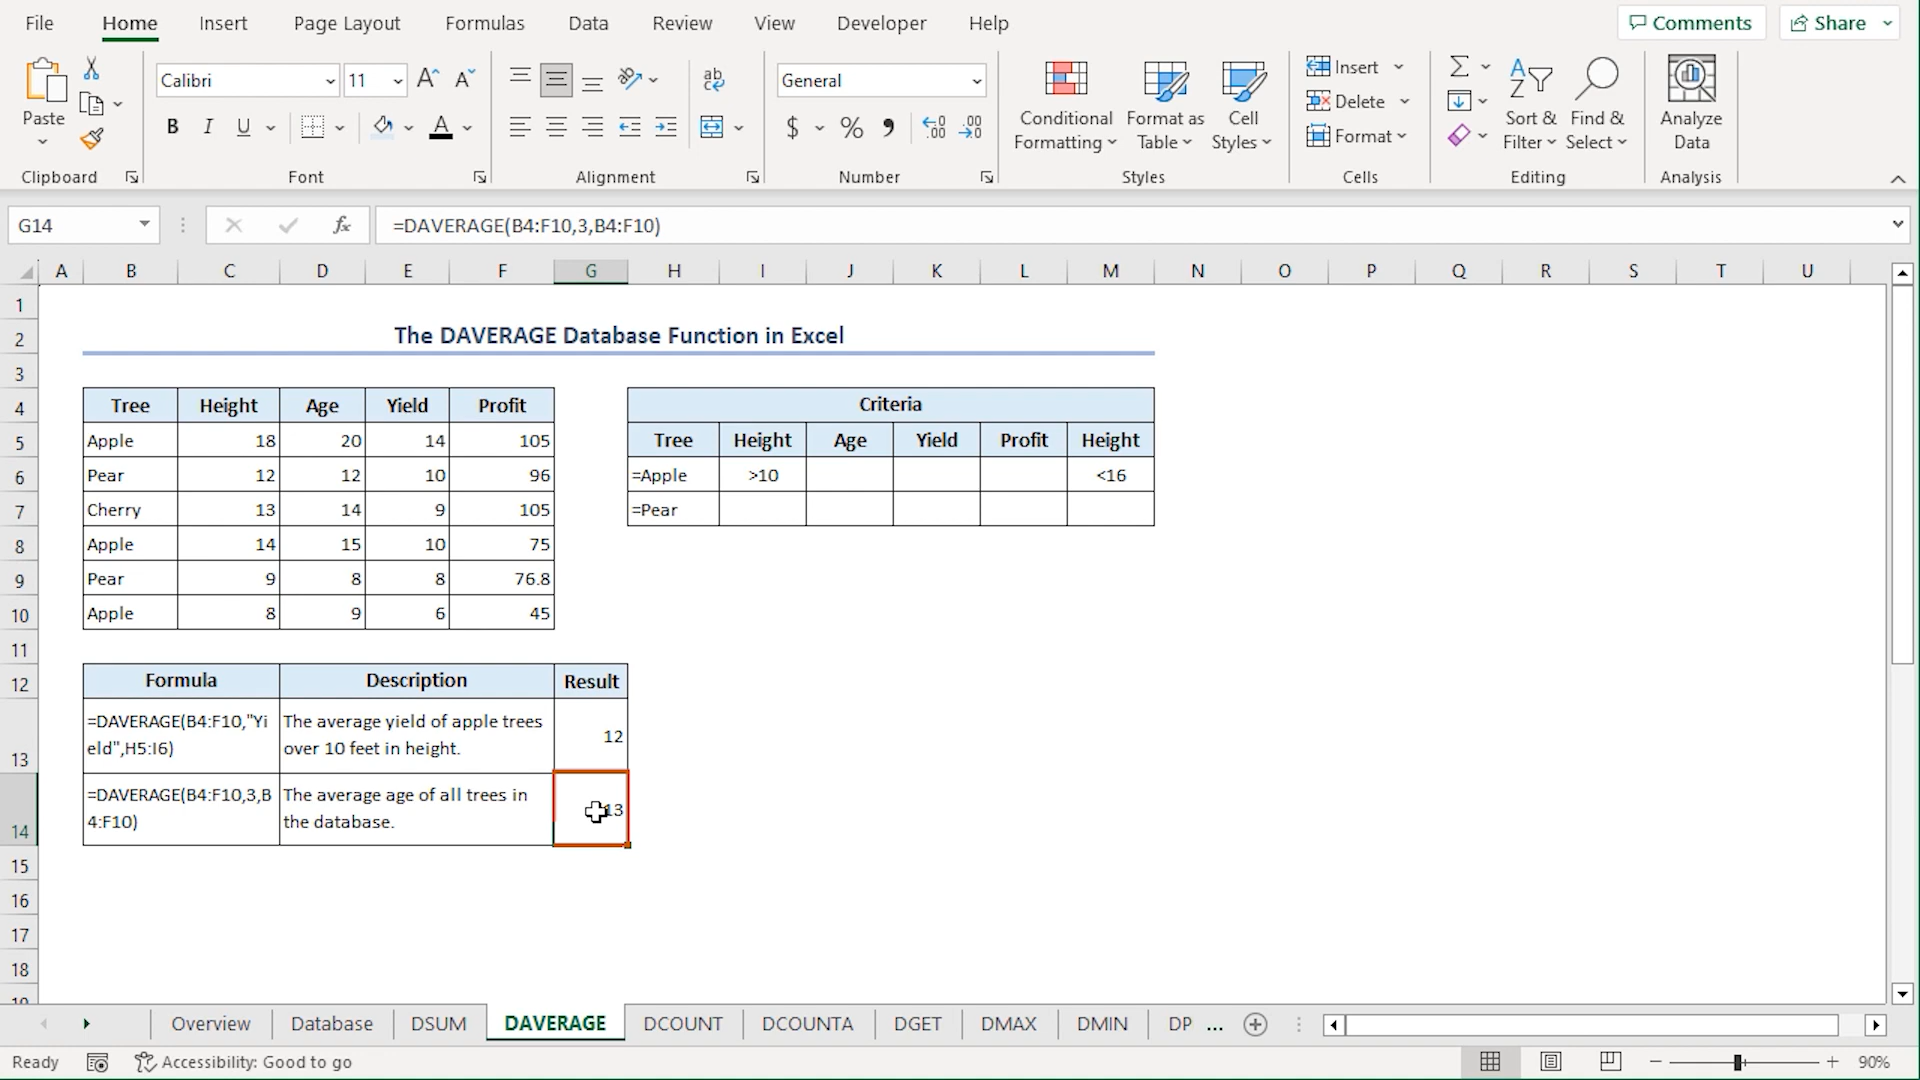 File Home Insert Page Layout Formulas Data Review View Developer Help Comments Share
Paste
Clipboard
Calibri 11
B I U A
Font
ab
Alignment
General
$ % 9 .00 .00
Number
Conditional Formatting
Format as Table
Cell Styles
Styles
Insert
Delete
Format
Cells
Sort & Filter
Find & Select
Editing
Analyze Data
Analysis
G14 fx =DAVERAGE(B4:F10,3,B4:F10)
A B C D E F G H I J K L M N O P Q R S T U
1
2 The DAVERAGE Database Function in Excel
3
4 Tree Height Age Yield Profit Criteria
5 Apple 18 20 14 105 Tree Height Age Yield Profit Height
6 Pear 12 12 10 96 =Apple >10 <16
7 Cherry 13 14 9 105 =Pear
8 Apple 14 15 10 75
9 Pear 9 8 8 76.8
10 Apple 8 9 6 45
11
12 Formula Description Result
=DAVERAGE(B4:F10,"Yi The average yield of apple trees
eld",H5:I6) over 10 feet in height. 12
13
=DAVERAGE(B4:F10,3,B The average age of all trees in
4:F10) the database. 13
14
15
16
17
18
19
Overview Database DSUM DAVERAGE DCOUNT DCOUNTA DGET DMAX DMIN DP ...
Ready Accessibility: Good to go 90%